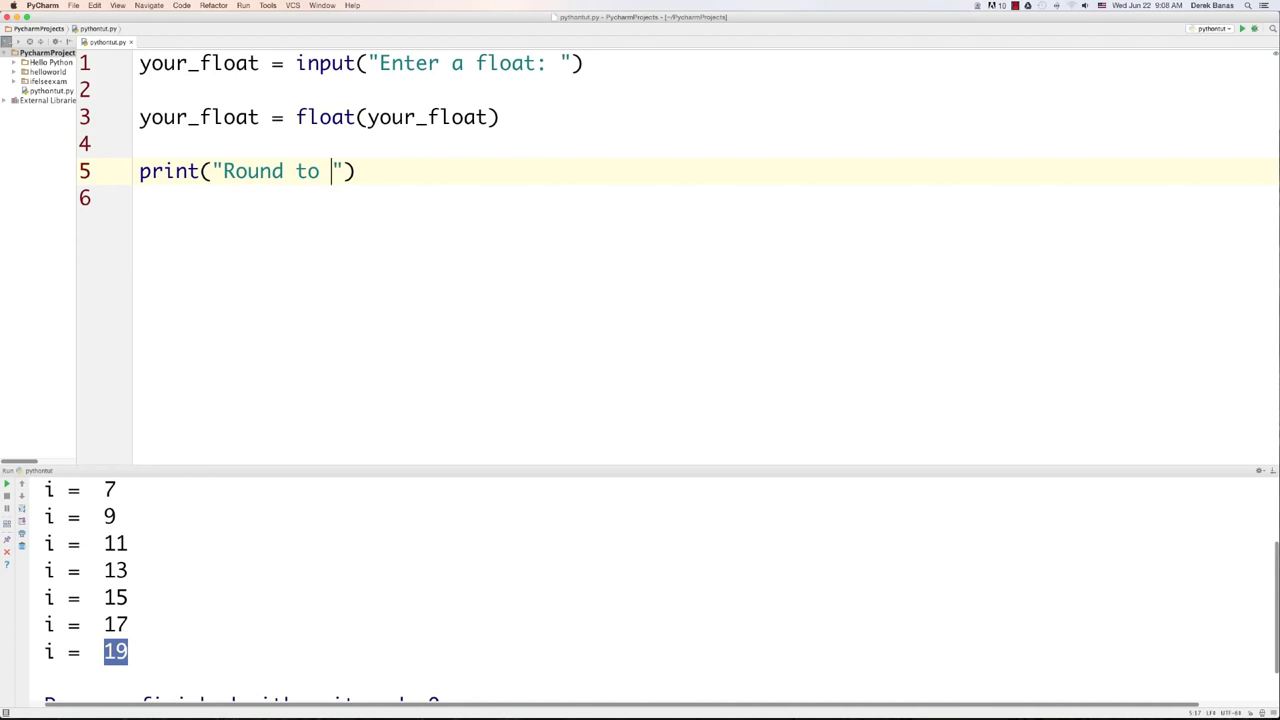 PyCharm File Edit View Navigate Code Refactor Run Tools VCS Window Help 10 Wed Jun 22 9:08 AM Derek Banas
pythontut.py - PycharmProjects - [~/PycharmProjects]
PycharmProjects pythontut.py pythontut
pythontut.py
PycharmProject
Hello Python
helloworld
ifelseexam
pythontut.py
External Librarie
1 your_float = input("Enter a float: ")
2
3 your_float = float(your_float)
4
5 print("Round to ")
6
Run pythontut
i = 7
i = 9
i = 11
i = 13
i = 15
i = 17
i = 19
5:17 LF÷ UTF-8÷